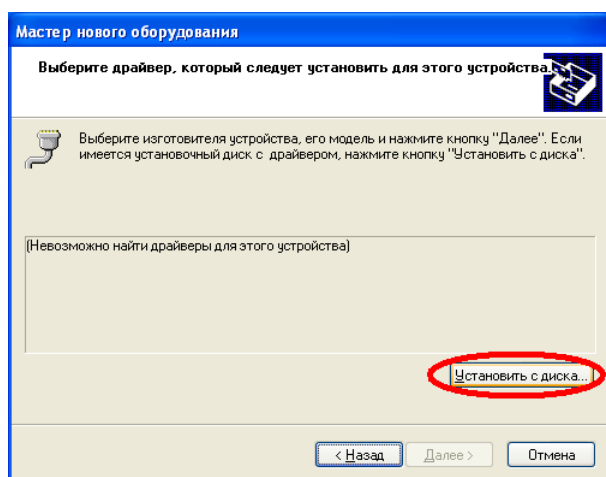 Мастер нового оборудования
Выберите драйвер, который следует установить для этого устройства.
Выберите изготовителя устройства, его модель и нажмите кнопку "Далее". Если
имеется установочный диск с драйвером, нажмите кнопку "Установить с диска".
(Невозможно найти драйверы для этого устройства)
Установить с диска...
< Назад
Далее >
Отмена